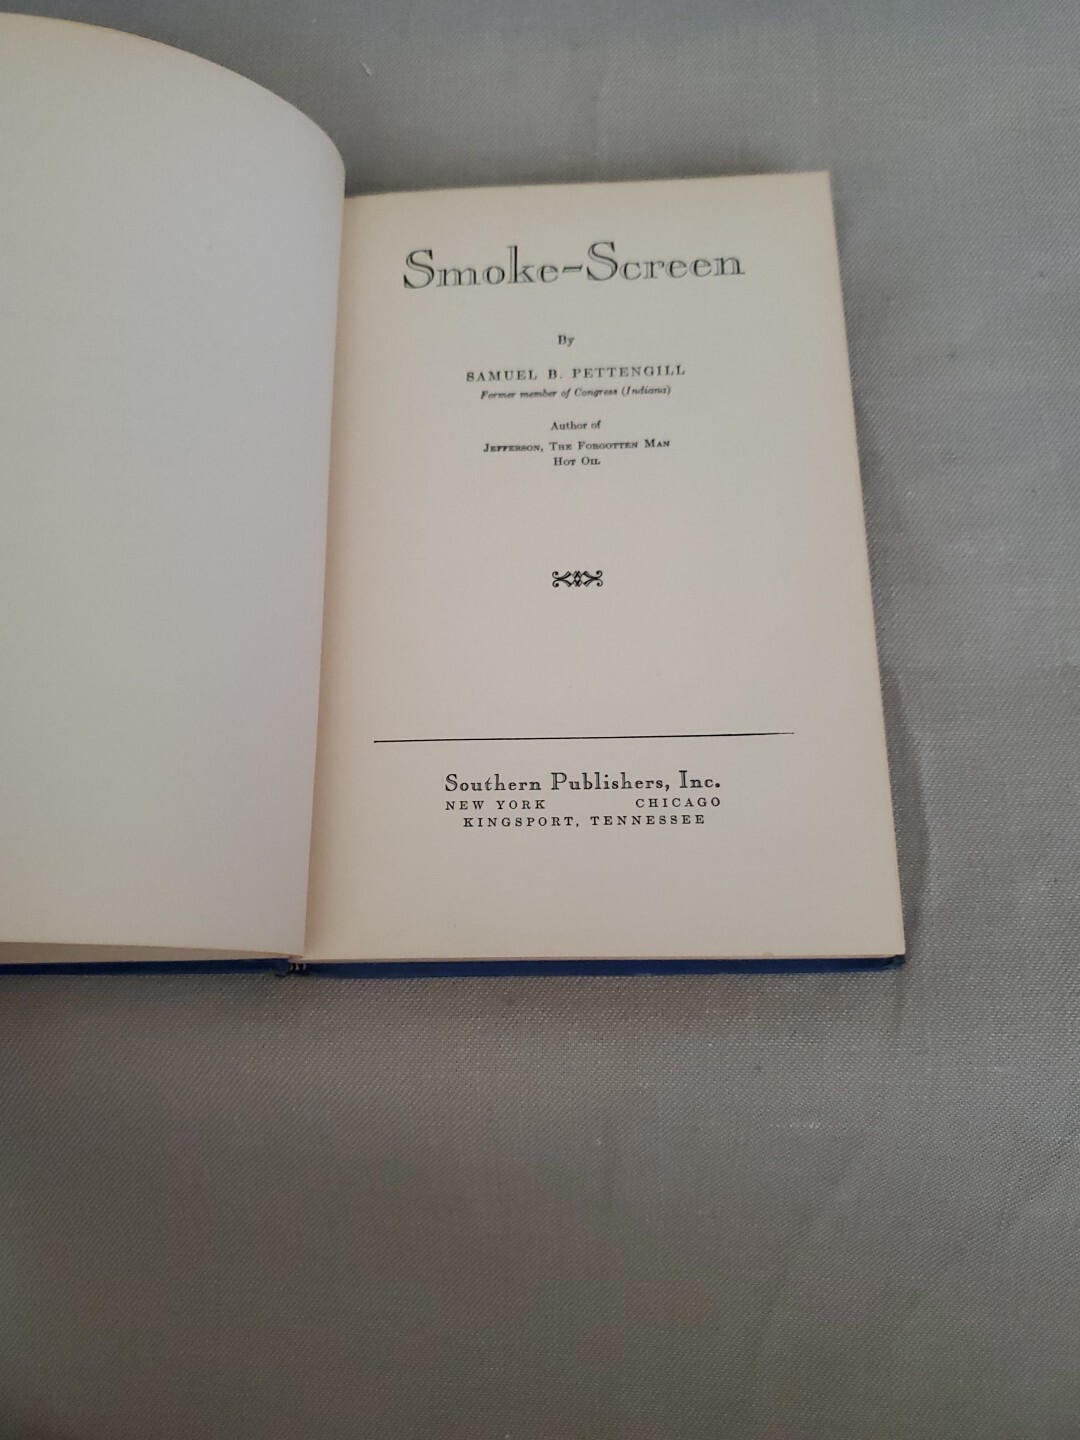 Smoke-Screen
By
SAMUEL B. PETTENGILL
Former member of Congress (Indiana)
Author of
JEFFERSON, THE FORGOTTEN MAN
HOT OIL
Southern Publishers, Inc.
NEW YORK CHICAGO
KINGSPORT, TENNESSEE